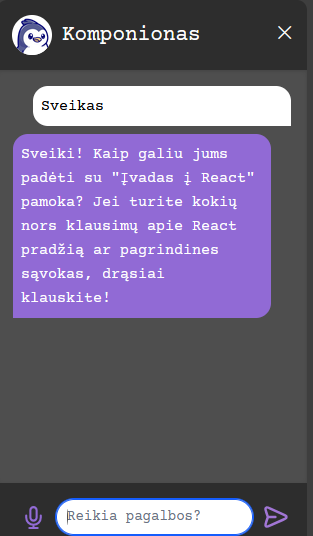 Komponionas
Sveikas
Sveiki! Kaip galiu jums
padėti su "Įvadas į React"
pamoka? Jei turite kokių
nors klausimų apie React
pradžią ar pagrindines
sąvokas, drąsiai
klauskite!
Reikia pagalbos?